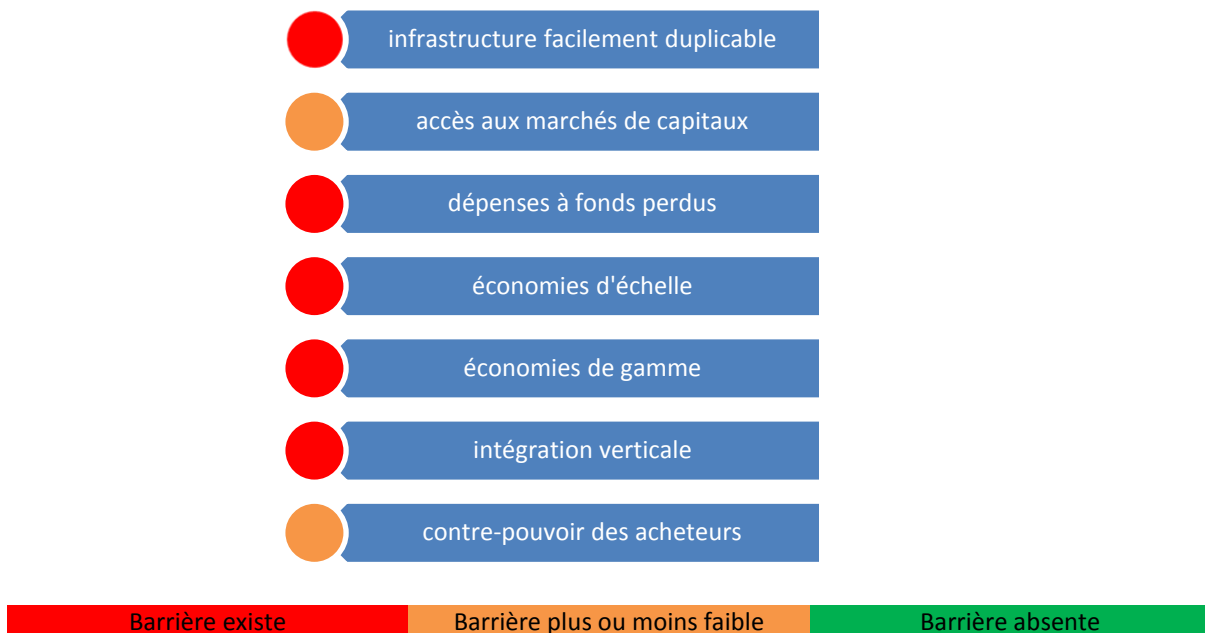 infrastructure facilement duplicable
accès aux marchés de capitaux
dépenses à fonds perdus
économies d'échelle
économies de gamme
intégration verticale
contre-pouvoir des acheteurs
Barrière existe
Barrière plus ou moins faible
Barrière absente